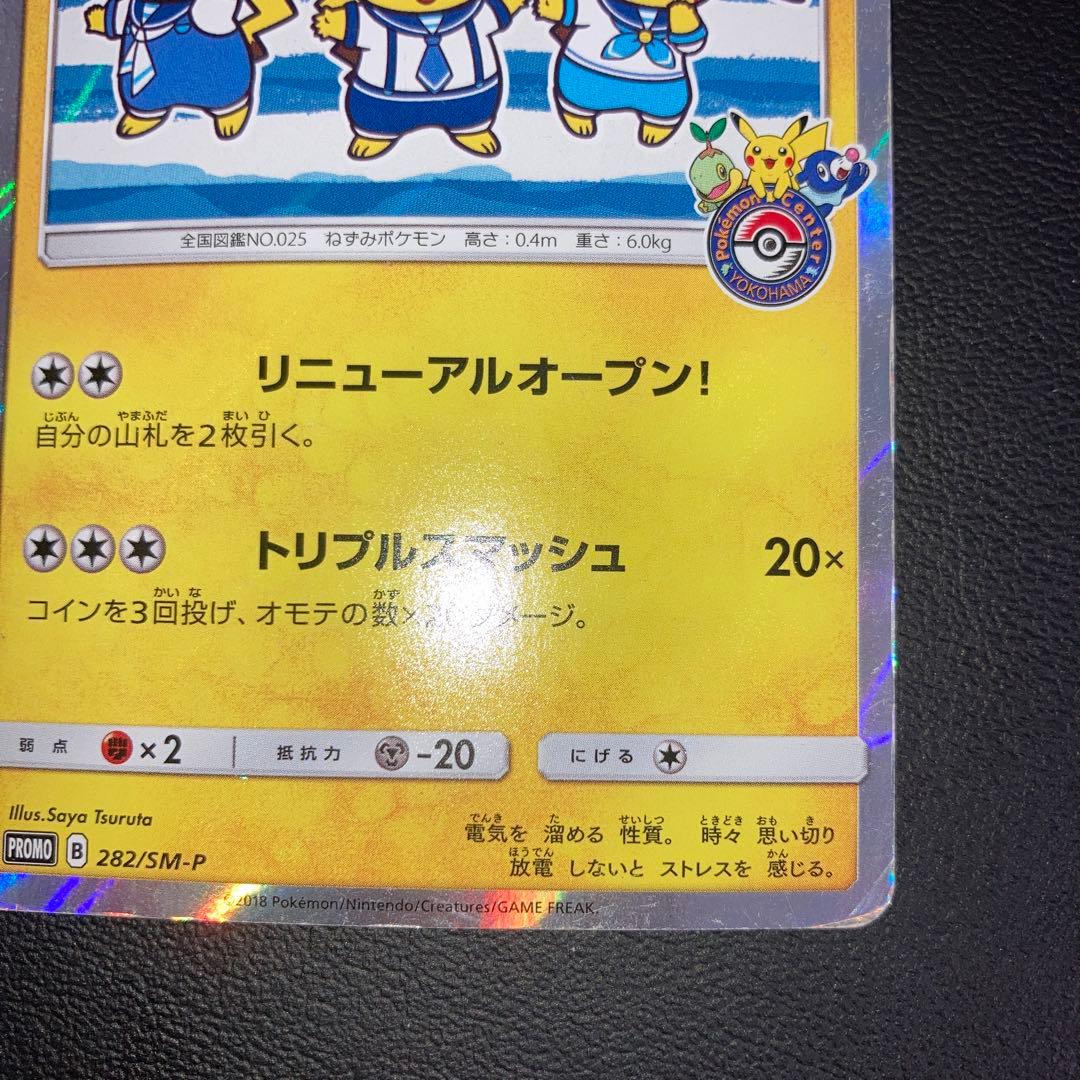 全国図鑑NO.025 ねずみポケモン 高さ:0.4m 重さ:6.0kg
Pokémon Center
YOKOHAMA
リニューアルオープン!
じぶん やまふだ まい ひ
自分の山札を2枚引く。
トリプルスマッシュ 20×
かい な かず
コインを3回投げ、オモテの数×20ダメージ。
弱点 ×2 抵抗力 -20 にげる
Illus.Saya Tsuruta
でんき た せいしつ ときどき おも き
電気を 溜める 性質。 時々 思い切り
PROMO B 282/SM-P
ほうでん かん
放電 しないと ストレスを 感じる。
©2018 Pokémon/Nintendo/Creatures/GAME FREAK.